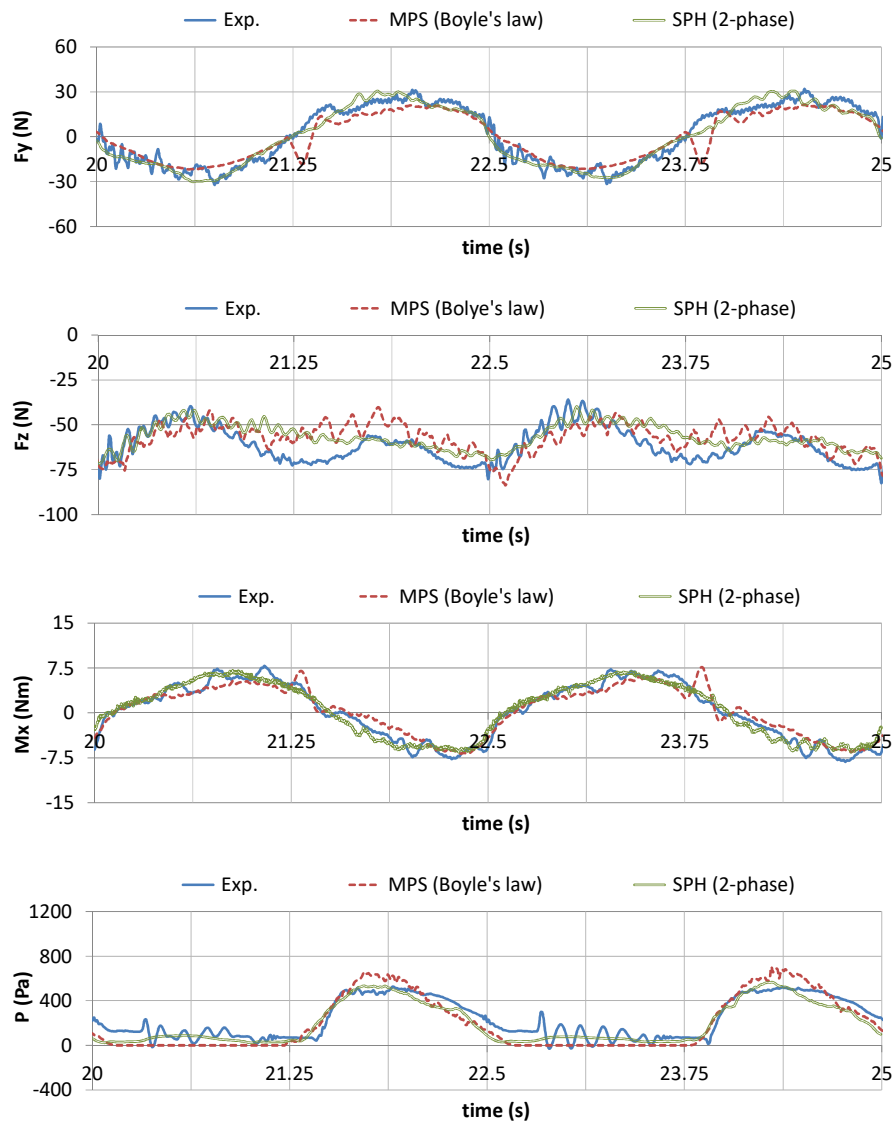 Exp. MPS (Boyle's law) SPH (2-phase)
60
30
0
-30
-60
Fy (N)
20 21.25 22.5 23.75 25
time (s)
Exp. MPS (Bolye's law) SPH (2-phase)
0
-25
-50
-75
-100
Fz (N)
20 21.25 22.5 23.75 25
time (s)
Exp. MPS (Boyle's law) SPH (2-phase)
15
7.5
0
-7.5
-15
Mx (Nm)
20 21.25 22.5 23.75 25
time (s)
Exp. MPS (Boyle's law) SPH (2-phase)
1200
800
400
0
-400
P (Pa)
20 21.25 22.5 23.75 25
time (s)